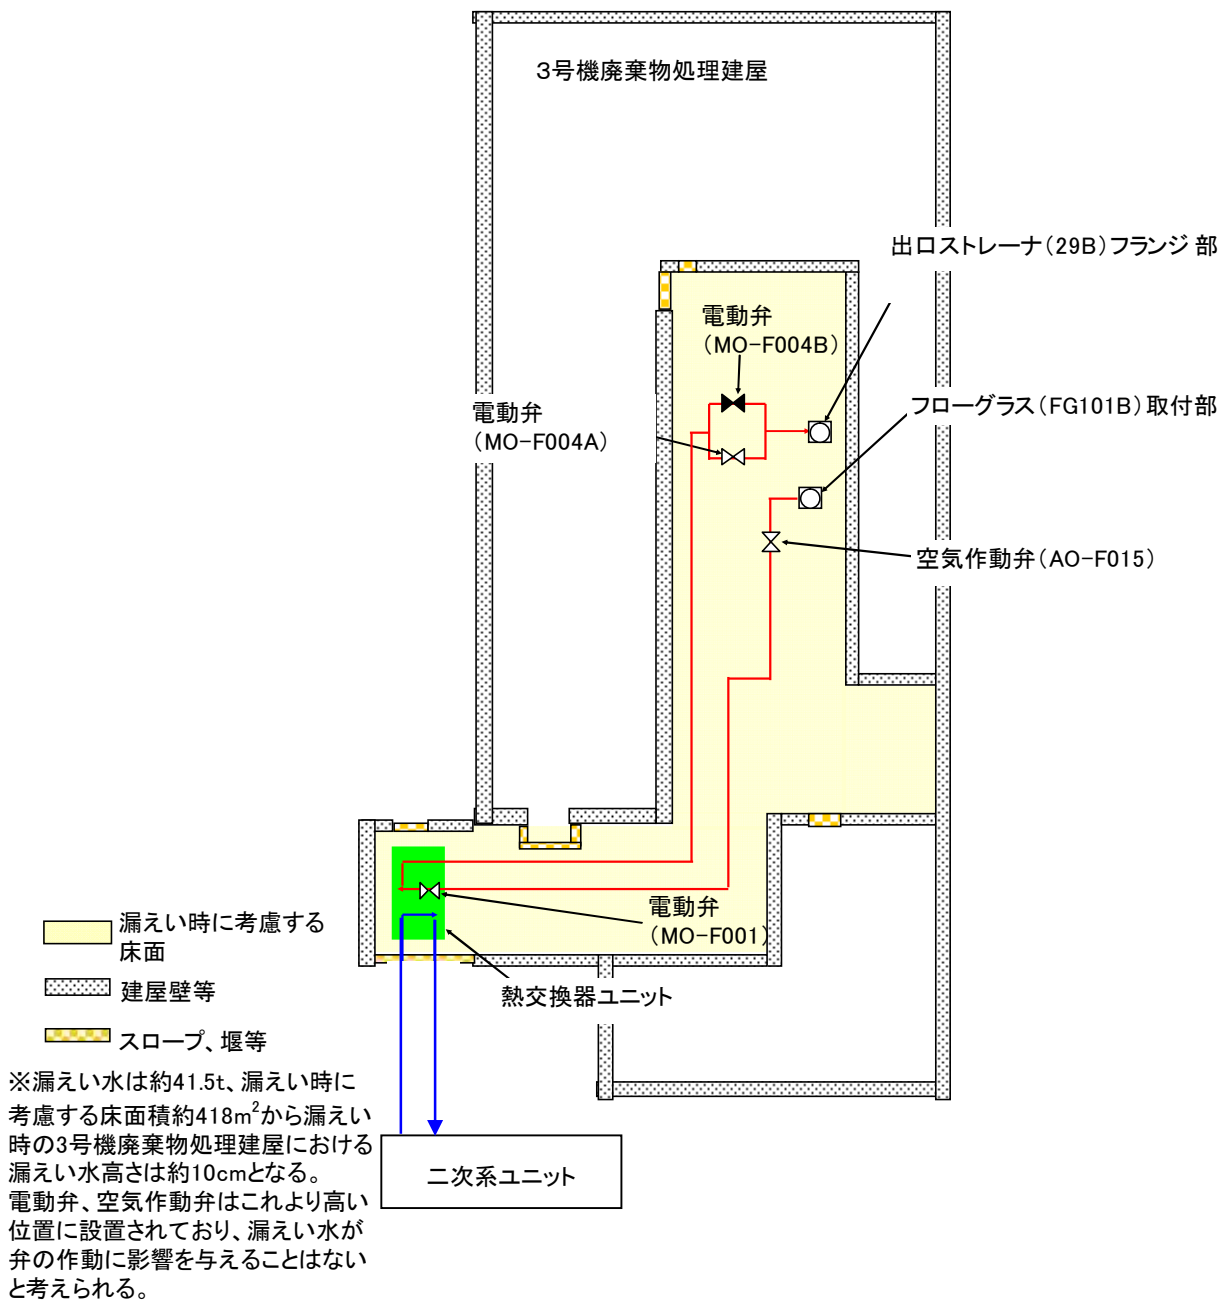 3号機廃棄物処理建屋
出口ストレーナ(29B)フランジ部
電動弁
(MO-F004B)
フローグラス(FG101B)取付部
電動弁
(MO-F004A)
空気作動弁(AO-F015)
電動弁
(MO-F001)
熱交換器ユニット
漏えい時に考慮する
床面
建屋壁等
スロープ、堰等
※漏えい水は約41.5t、漏えい時に
考慮する床面積約418m²から漏えい
時の3号機廃棄物処理建屋における
漏えい水高さは約10cmとなる。
電動弁、空気作動弁はこれより高い
位置に設置されており、漏えい水が
弁の作動に影響を与えることはない
と考えられる。
二次系ユニット